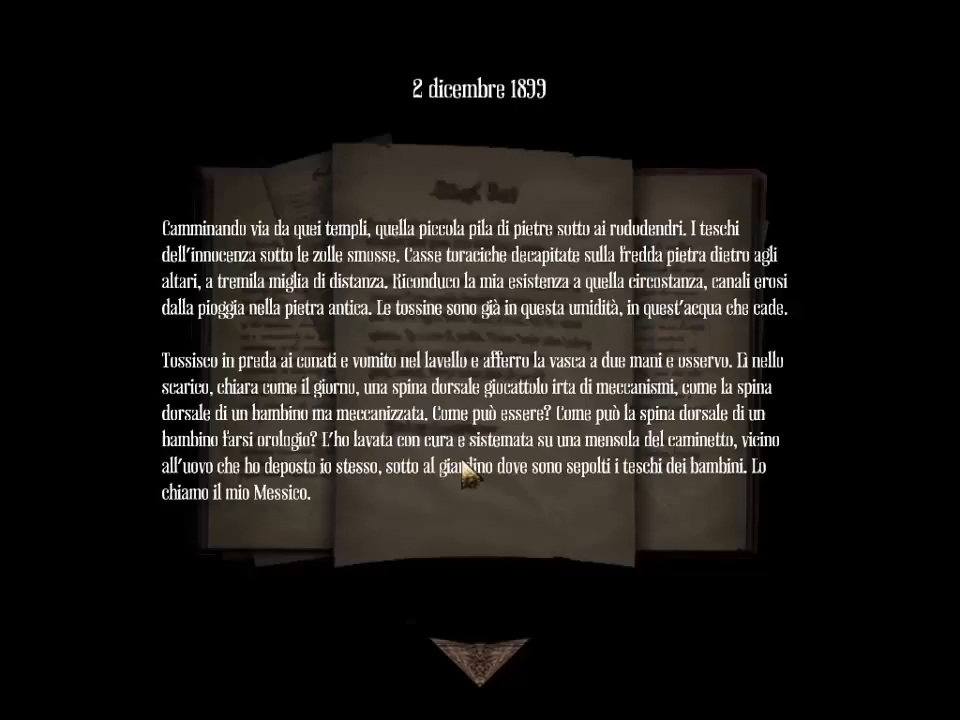 2 dicembre 1899
Camminando via da quei templi, quella piccola pila di pietre sotto ai rododendri. I teschi
dell'innocenza sotto le zolle smosse. Casse toraciche decapitate sulla fredda pietra dietro agli
altari, a tremila miglia di distanza. Riconduco la mia esistenza a quella circostanza, canali erosi
dalla pioggia nella pietra antica. Le tossine sono già in questa umidità, in quest'acqua che cade.
Tossisco in preda ai conati e vomito nel lavello e afferro la vasca a due mani e osservo. Lì nello
scarico, chiara come il giorno, una spina dorsale giocattolo irta di meccanismi, come la spina
dorsale di un bambino ma meccanizzata. Come può essere? Come può la spina dorsale di un
bambino farsi orologio? L'ho lavata con cura e sistemata su una mensola del caminetto, vicino
all'uovo che ho deposto io stesso, sotto al giardino dove sono sepolti i teschi dei bambini. Lo
chiamo il mio Messico.